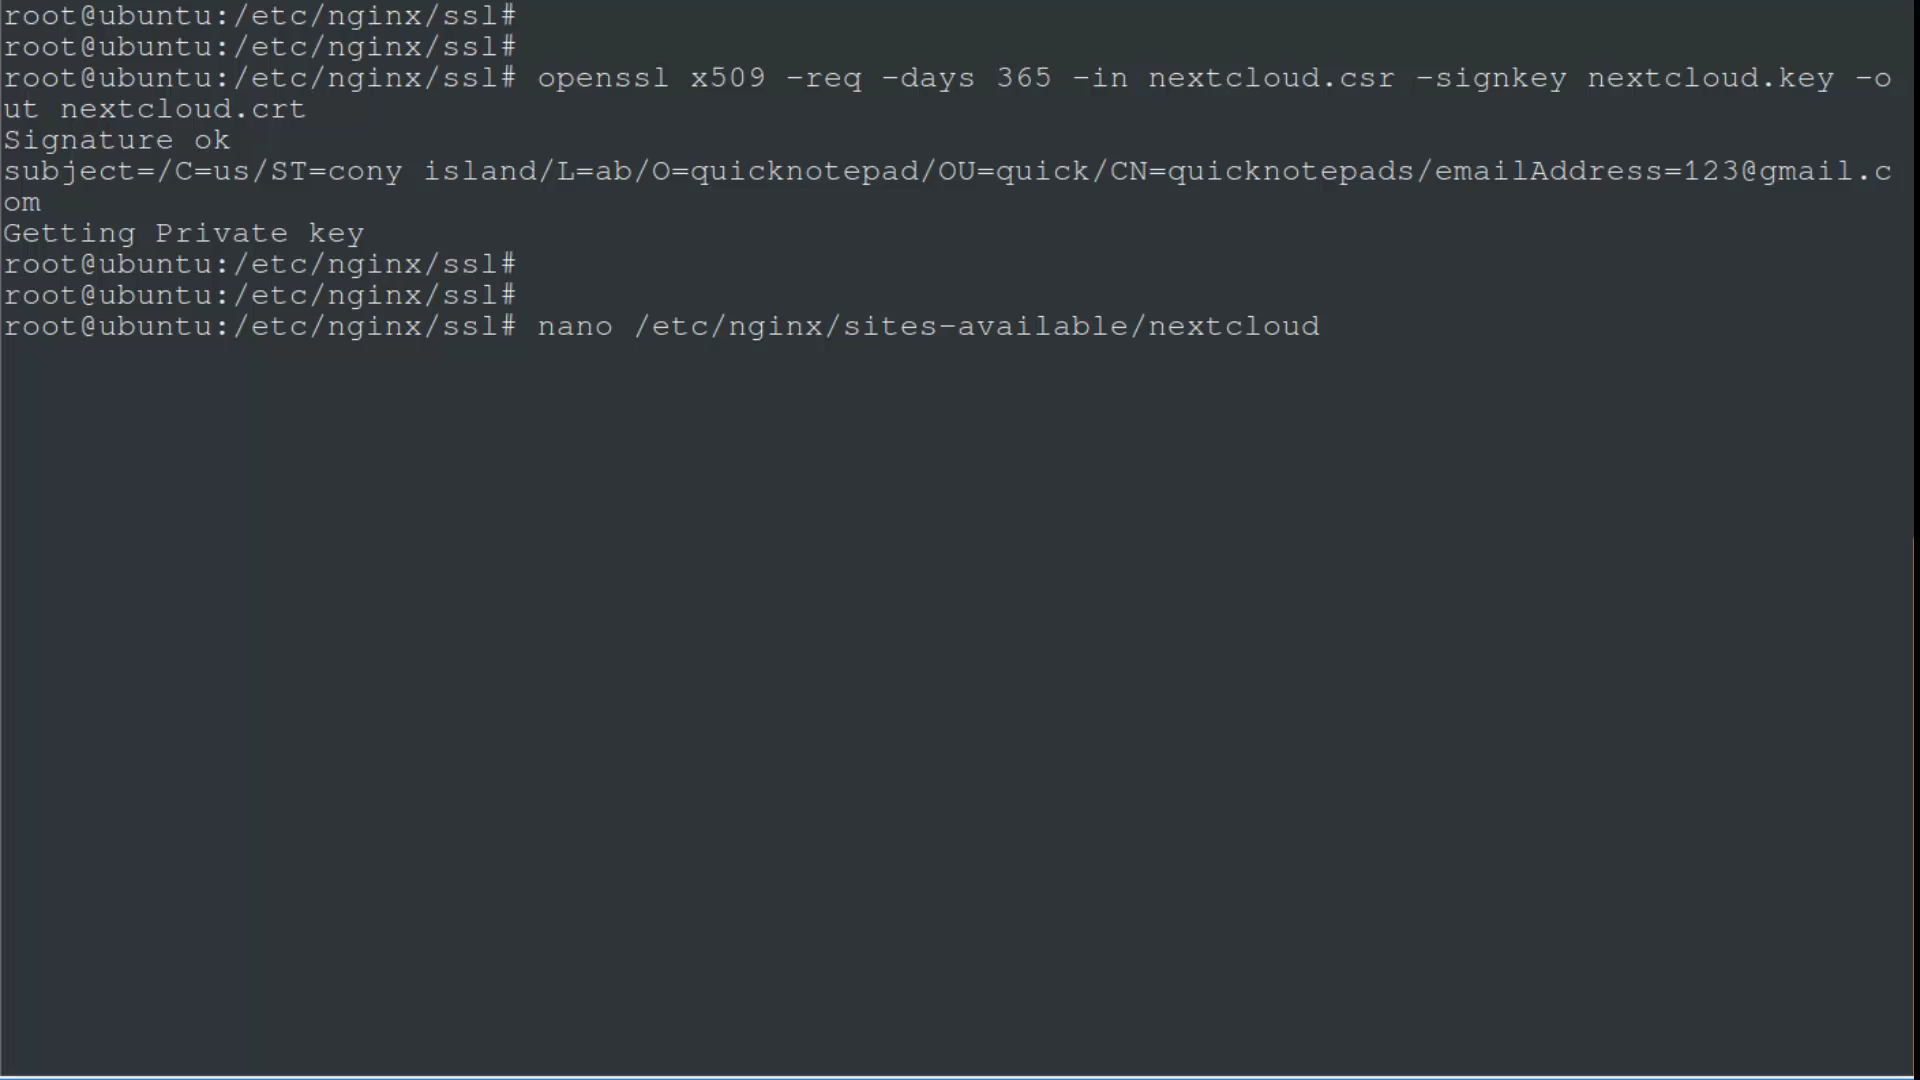 root@ubuntu:/etc/nginx/ssl#
root@ubuntu:/etc/nginx/ssl#
root@ubuntu:/etc/nginx/ssl# openssl x509 -req -days 365 -in nextcloud.csr -signkey nextcloud.key -o
ut nextcloud.crt
Signature ok
subject=/C=us/ST=cony island/L=ab/O=quicknotepad/OU=quick/CN=quicknotepads/emailAddress=123@gmail.c
om
Getting Private key
root@ubuntu:/etc/nginx/ssl#
root@ubuntu:/etc/nginx/ssl#
root@ubuntu:/etc/nginx/ssl# nano /etc/nginx/sites-available/nextcloud